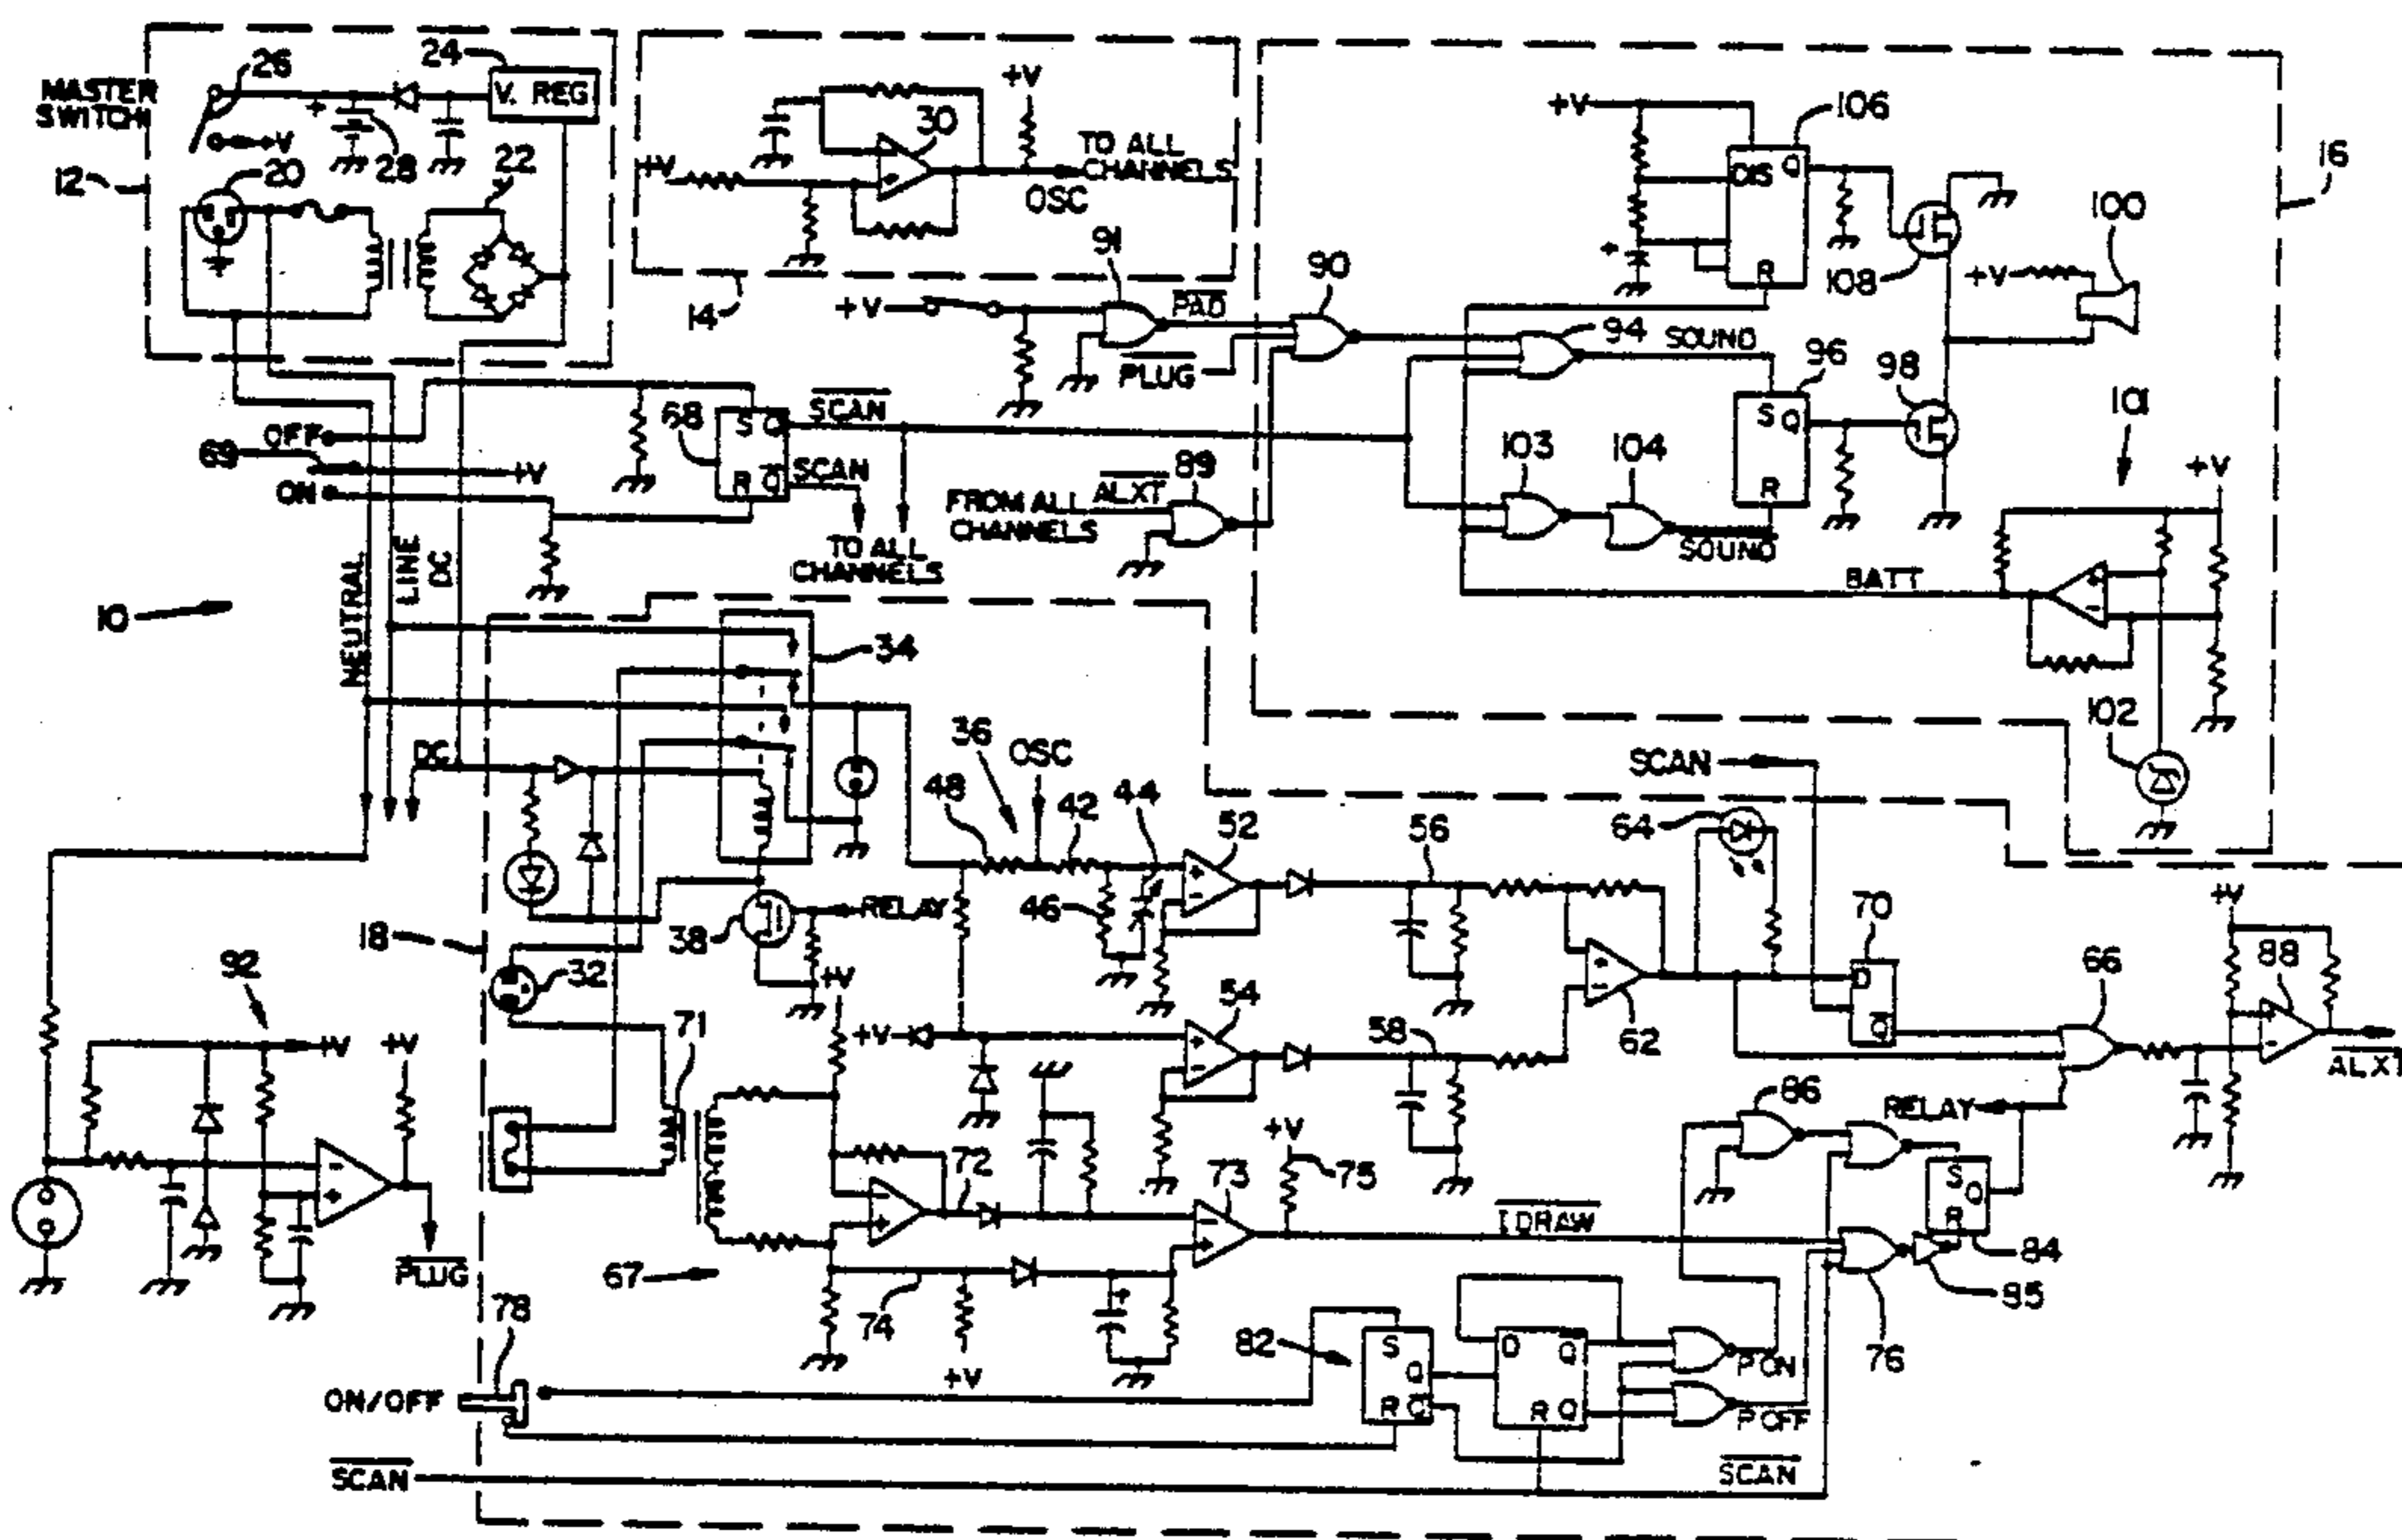 MASTER
SWITCH
26
24
V. REG
+
+V
28
22
20
12
+V
30
+V
TO ALL
CHANNELS
OSC
14
+V
106
DIS Q
R
108
16
100
+V
91
PAD
90
+V
PLUG
94
SOUND
96
S Q
R
98
101
+V
OFF
69
+V
ON
68
S Q
R Q
SCAN
SCAN
TO ALL
CHANNELS
FROM ALL
CHANNELS
ALXT
89
103
104
SOUND
BATT
+
-
102
10
NEUTRAL
LINE
DC
34
DC
36
OSC
48
42
44
46
52
+
-
56
SCAN
64
70
D
Q
66
+V
88
-
ALXT
RELAY
38
18
32
+V
92
+V
+V
-
+
PLUG
71
+V
54
+
-
58
+
-
62
RELAY
86
S
Q
R
84
85
76
72
-
+
73
-
+
+V
75
I DRAW
67
74
+V
+
78
ON/OFF
82
S
Q
R Q
D Q
R Q
P ON
P OFF
SCAN
SCAN